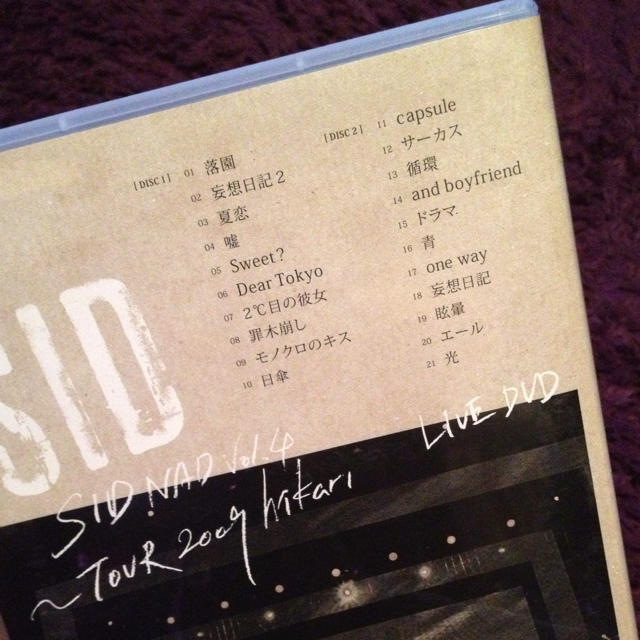 [DISC 1]
01 落園
02 妄想日記2
03 夏恋
04 嘘
05 Sweet?
06 Dear Tokyo
07 2℃目の彼女
08 罪木崩し
09 モノクロのキス
10 日傘
[DISC 2]
11 capsule
12 サーカス
13 循環
14 and boyfriend
15 ドラマ
16 青
17 one way
18 妄想日記
19 眩暈
20 エール
21 光
SID
LIVE DVD
SID NAD Vol.4
~TOUR 2009 hikari